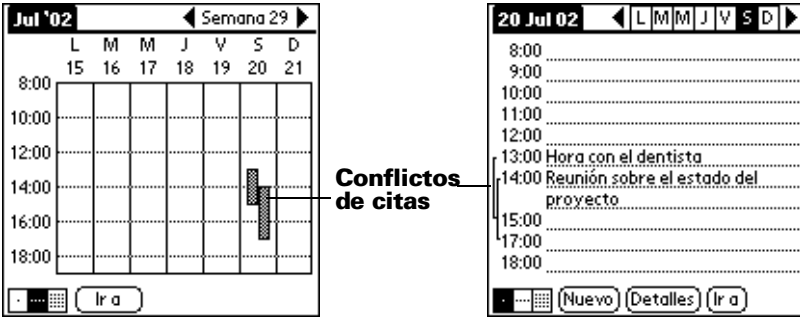 Jul '02 Semana 29
L M M J V S D
15 16 17 18 19 20 21
8:00
10:00
12:00
14:00
16:00
18:00
Ir a
Conflictos
de citas
20 Jul 02 L M M J V S D
8:00
9:00
10:00
11:00
12:00
13:00 Hora con el dentista
14:00 Reunión sobre el estado del
proyecto
15:00
17:00
18:00
Nuevo Detalles Ir a